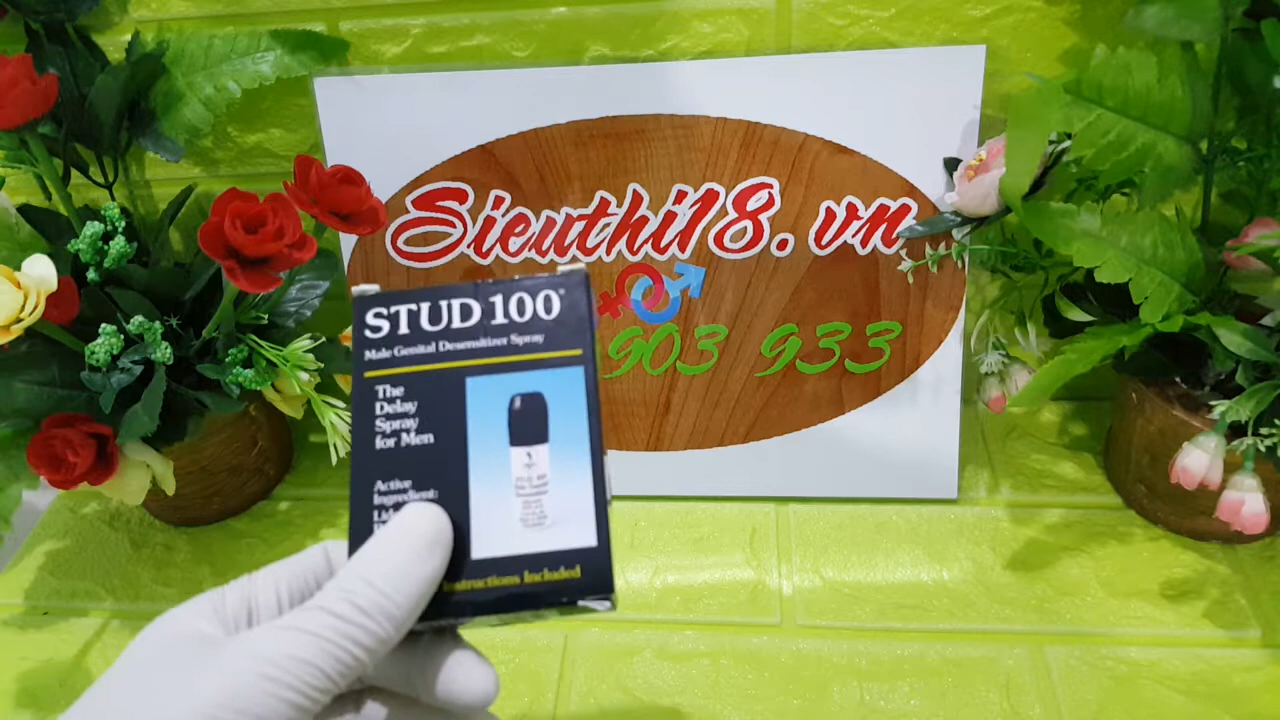 Sieuthi18.vn
903 933
STUD 100®
Male Genital Desensitizer Spray
The
Delay
Spray
for Men
Active
Ingredient:
Instructions Included